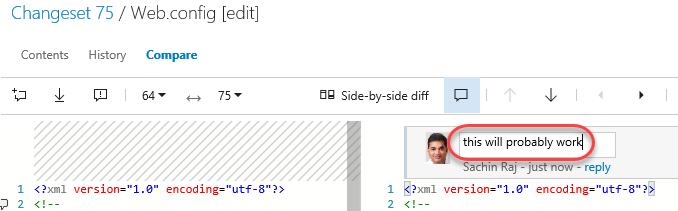 Changeset 75 / Web.config [edit]
Contents History Compare
64 75 Side-by-side diff
this will probably work
Sachin Raj - just now - reply
1 <?xml version="1.0" encoding="utf-8"?> 1 <?xml version="1.0" encoding="utf-8"?>
2 <!-- 2 <!--